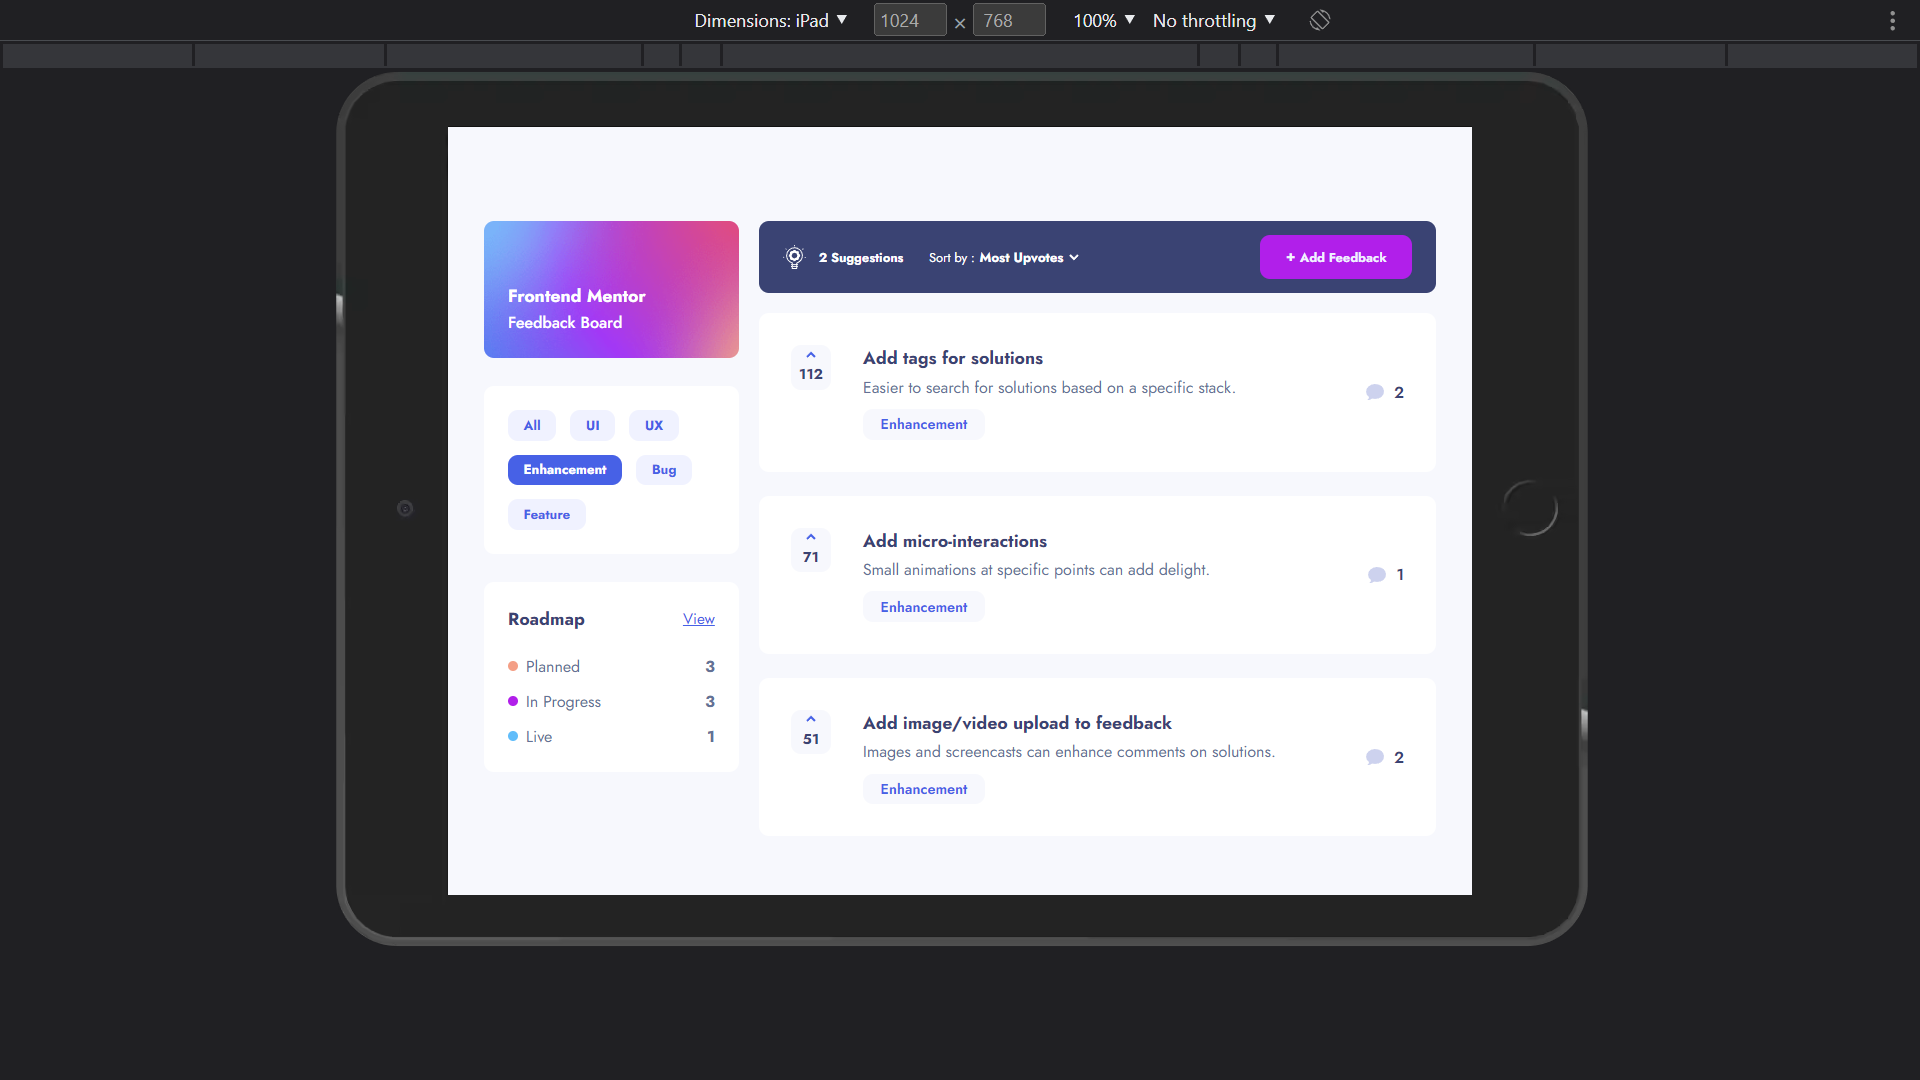 Dimensions: iPad ▼ 1024 × 768 100% ▼ No throttling ▼
Frontend Mentor
Feedback Board
All UI UX
Enhancement Bug
Feature
Roadmap View
Planned 3
In Progress 3
Live 1
2 Suggestions Sort by : Most Upvotes + Add Feedback
112
Add tags for solutions
Easier to search for solutions based on a specific stack.
Enhancement
2
71
Add micro-interactions
Small animations at specific points can add delight.
Enhancement
1
51
Add image/video upload to feedback
Images and screencasts can enhance comments on solutions.
Enhancement
2